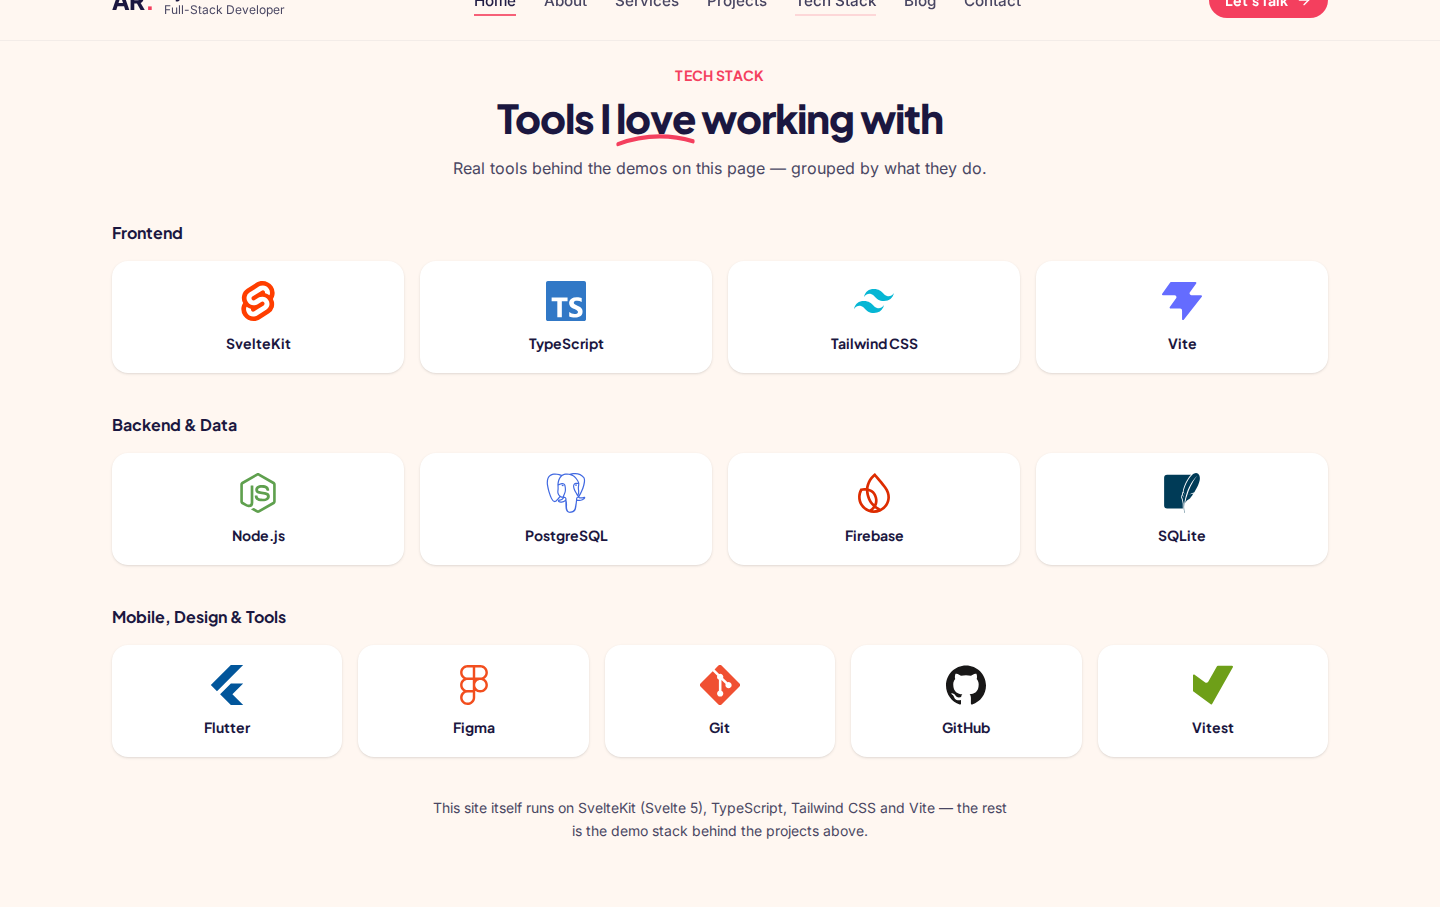 AR.
Full-Stack Developer
Home About Services Projects Tech Stack Blog Contact
Let's Talk →
TECH STACK
Tools I love working with
Real tools behind the demos on this page — grouped by what they do.
Frontend
TS
SvelteKit TypeScript Tailwind CSS Vite
Backend & Data
JS
Node.js PostgreSQL Firebase SQLite
Mobile, Design & Tools
Flutter Figma Git GitHub Vitest
This site itself runs on SvelteKit (Svelte 5), TypeScript, Tailwind CSS and Vite — the rest
is the demo stack behind the projects above.